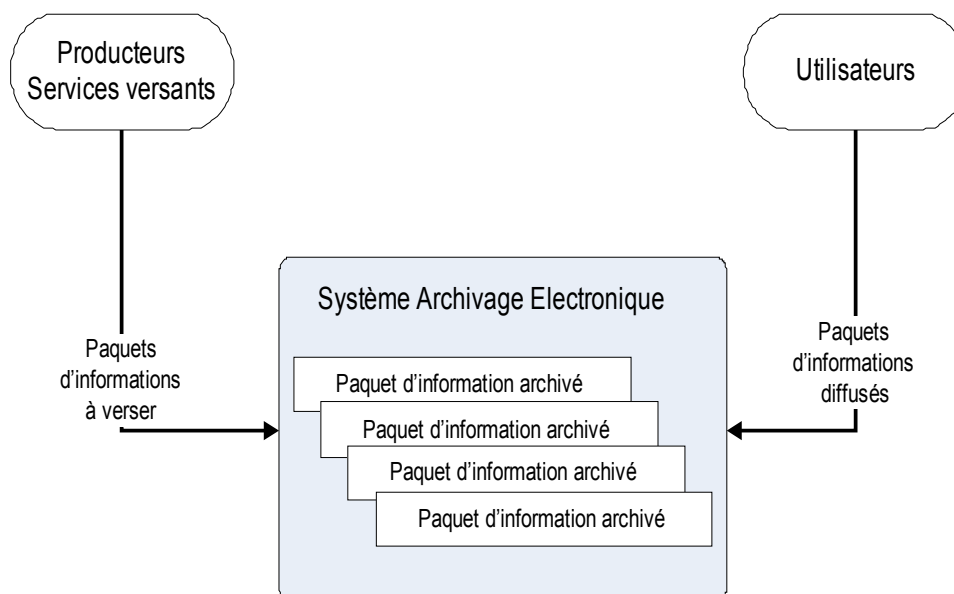 Producteurs
Services versants
Utilisateurs
Système Archivage Electronique
Paquets
d'informations
à verser
Paquets
d'informations
diffusés
Paquet d'information archivé
Paquet d'information archivé
Paquet d'information archivé
Paquet d'information archivé